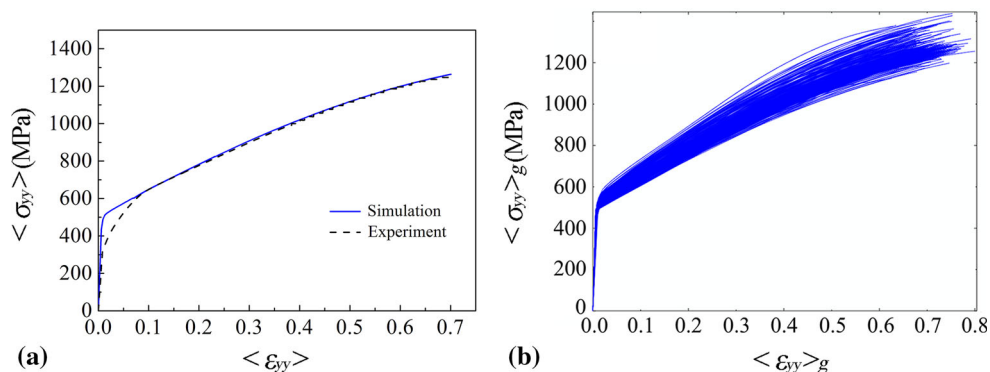 1400
1200
1000
800
600
400
200
0
<σyy>(MPa)
Simulation
Experiment
0.0 0.1 0.2 0.3 0.4 0.5 0.6 0.7
(a)
<εyy>
1400
1200
1000
800
600
400
200
0
<σyy>g(MPa)
0.0 0.1 0.2 0.3 0.4 0.5 0.6 0.7 0.8
(b)
<εyy>g